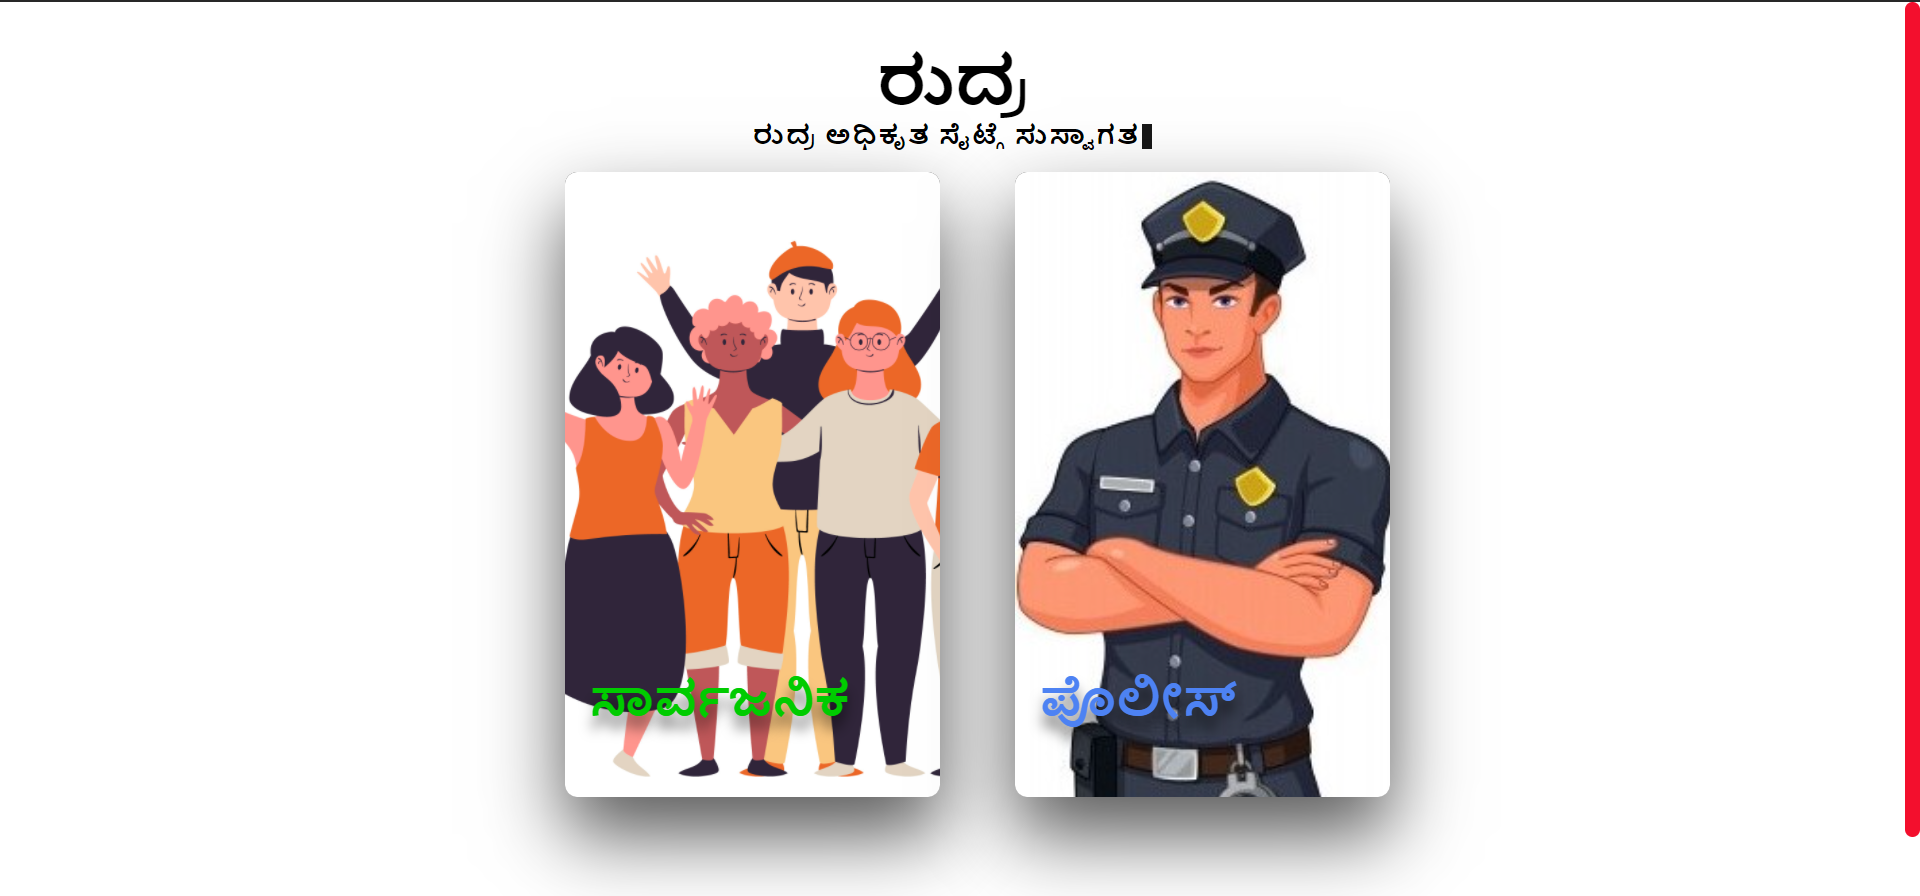 ರುದ್ರ
ರುದ್ರ ಅಧಿಕೃತ ಸೈಟ್ಗೆ ಸುಸ್ವಾಗತ
ಸಾರ್ವಜನಿಕ
ಪೊಲೀಸ್